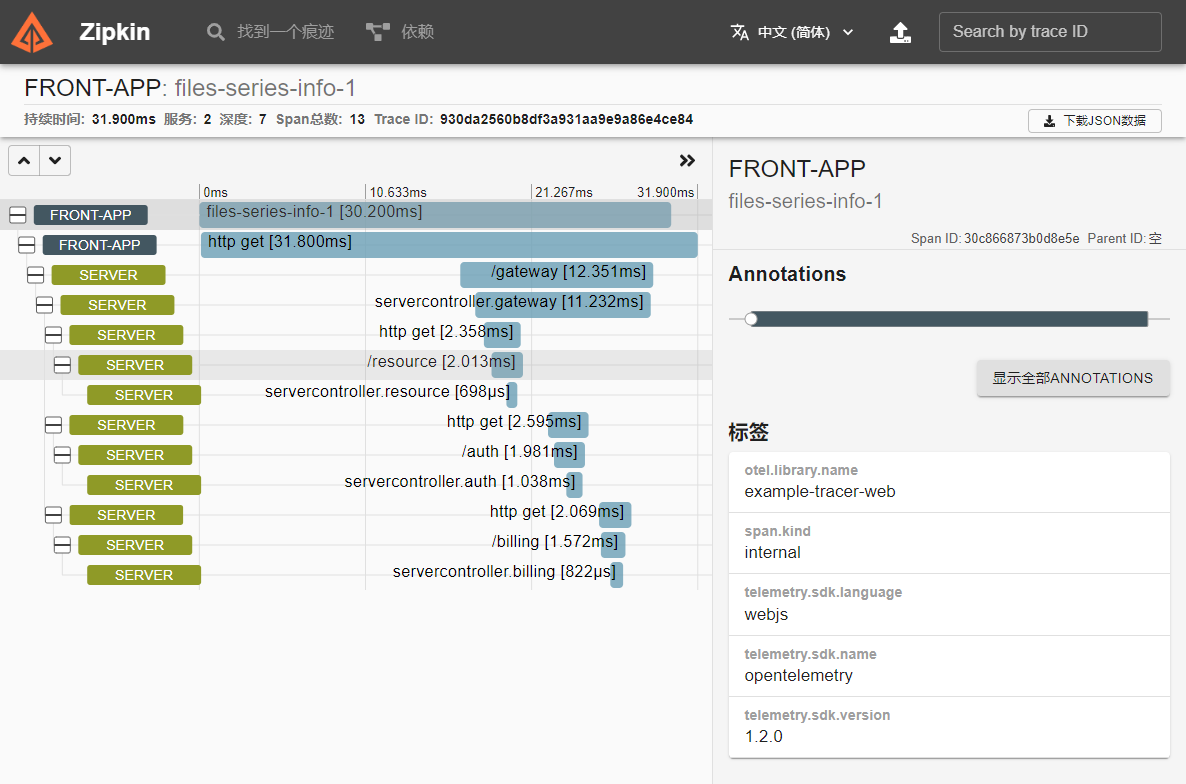 Zipkin
找到一个痕迹
依赖
中文 (简体)
Search by trace ID
FRONT-APP: files-series-info-1
持续时间: 31.900ms 服务: 2 深度: 7 Span总数: 13 Trace ID: 930da2560b8df3a931aa9e9a86e4ce84
下载JSON数据
0ms 10.633ms 21.267ms 31.900ms
FRONT-APP files-series-info-1 [30.200ms]
FRONT-APP http get [31.800ms]
SERVER /gateway [12.351ms]
SERVER servercontroller.gateway [11.232ms]
SERVER http get [2.358ms]
SERVER /resource [2.013ms]
SERVER servercontroller.resource [698μs]
SERVER http get [2.595ms]
SERVER /auth [1.981ms]
SERVER servercontroller.auth [1.038ms]
SERVER http get [2.069ms]
SERVER /billing [1.572ms]
SERVER servercontroller.billing [822μs]
FRONT-APP
files-series-info-1
Span ID: 30c866873b0d8e5e Parent ID: 空
Annotations
显示全部ANNOTATIONS
标签
otel.library.name
example-tracer-web
span.kind
internal
telemetry.sdk.language
webjs
telemetry.sdk.name
opentelemetry
telemetry.sdk.version
1.2.0